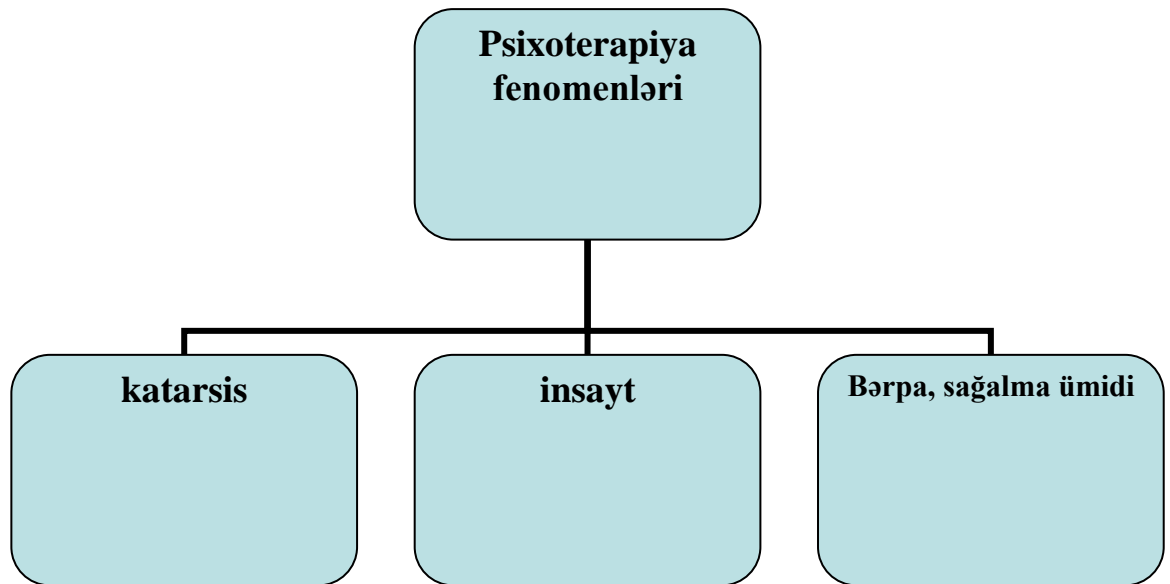 Psixoterapiya
fenomenləri
katarsis
insayt
Bərpa, sağalma ümidi